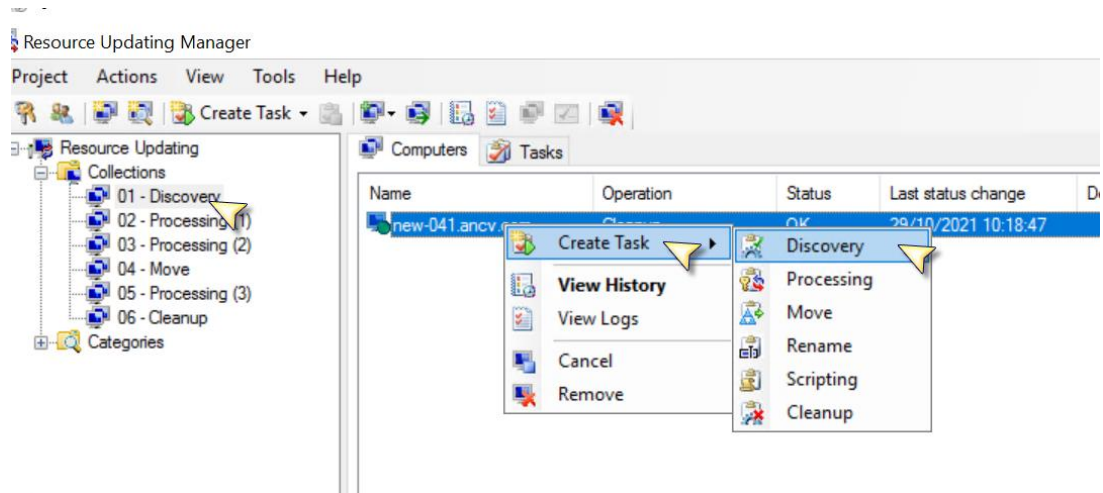 Resource Updating Manager
Project Actions View Tools Help
Create Task
Resource Updating
Collections
01 - Discovery
02 - Processing (1)
03 - Processing (2)
04 - Move
05 - Processing (3)
06 - Cleanup
Categories
Computers Tasks
Name Operation Status Last status change
new-041.ancv.com Cleanup OK 29/10/2021 10:18:47
Create Task
View History
View Logs
Cancel
Remove
Discovery
Processing
Move
Rename
Scripting
Cleanup